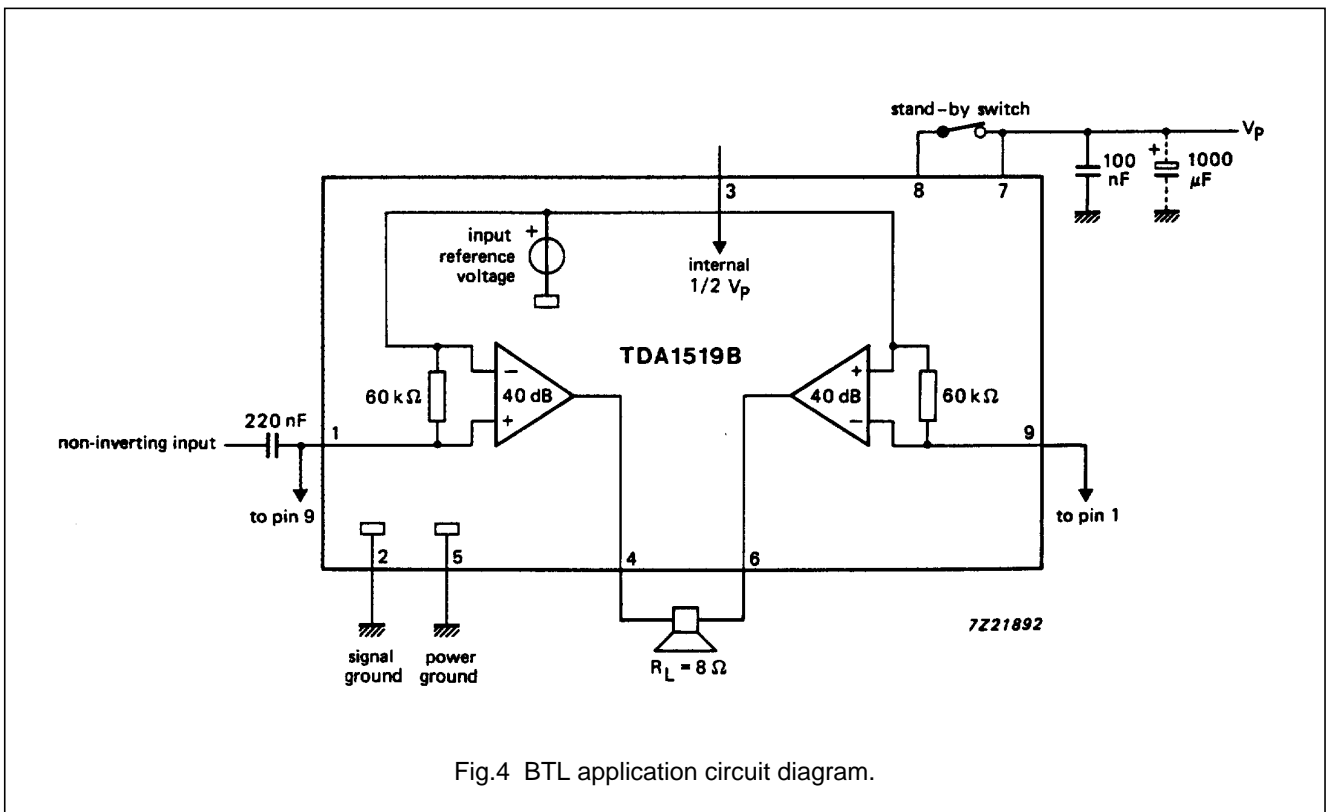 stand-by switch
V_P
100
nF
+
1000
µF
8
7
3
input
reference
voltage
+
internal
1/2 V_P
TDA1519B
60 kΩ
−
40 dB
+
+
40 dB
−
60 kΩ
220 nF
non-inverting input
1
9
to pin 9
to pin 1
2
5
4
6
signal
ground
power
ground
R_L = 8 Ω
7Z21892
Fig.4 BTL application circuit diagram.